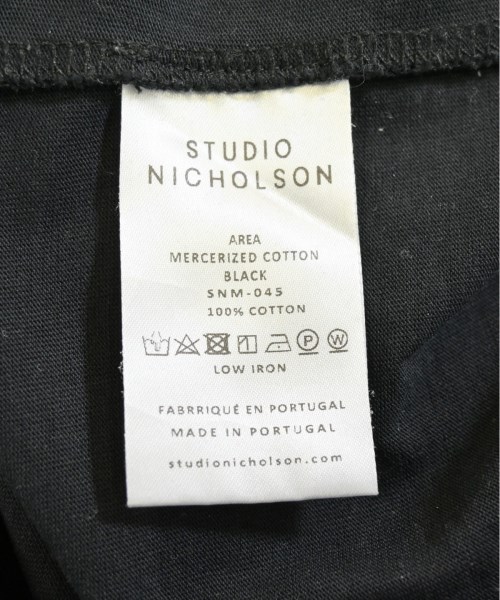 STUDIO
NICHOLSON
AREA
MERCERIZED COTTON
BLACK
SNM-045
100% COTTON
P W
LOW IRON
FABRRIQUÉ EN PORTUGAL
MADE IN PORTUGAL
studionicholson.com